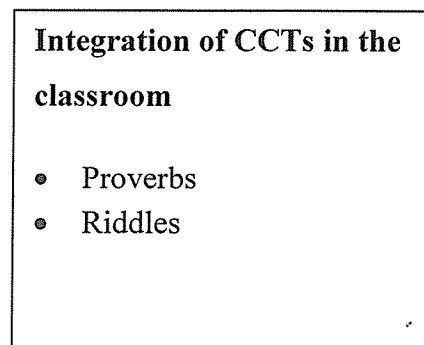 Integration of CCTs in the
classroom
• Proverbs
• Riddles